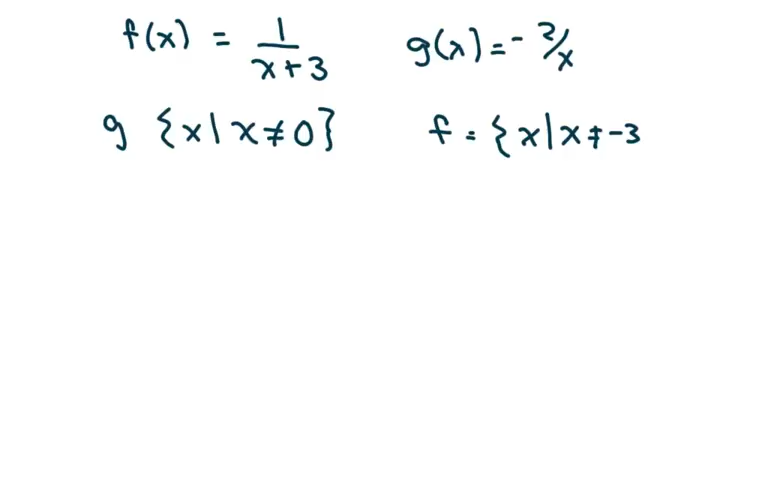 f(x) = 1/(x+3) g(x) = - 2/x
g {x | x ≠ 0} f = {x | x ≠ -3